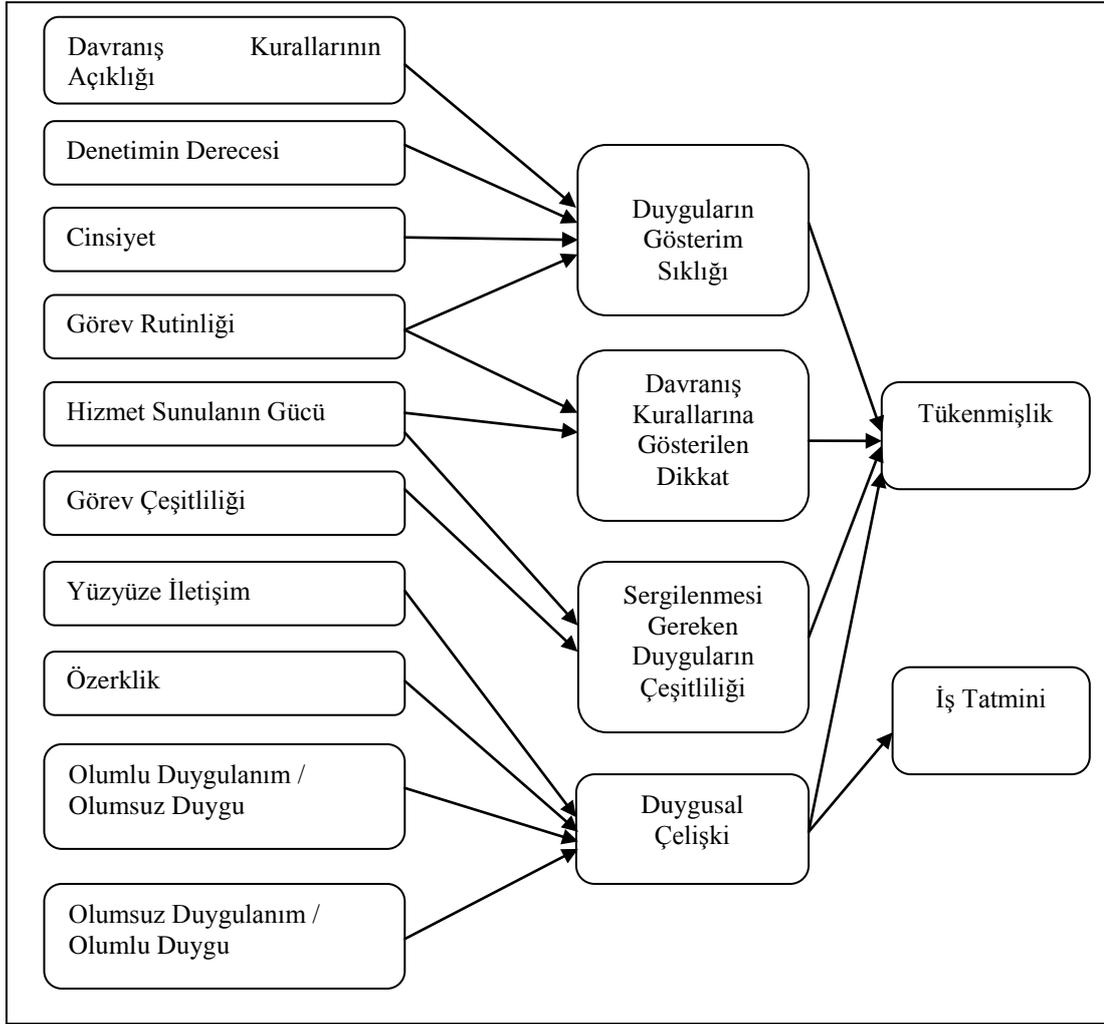 Davranış Kurallarının
Açıklığı
Denetimin Derecesi
Cinsiyet
Görev Rutinliği
Hizmet Sunulanın Gücü
Görev Çeşitliliği
Yüzyüze İletişim
Özerklik
Olumlu Duygulanım /
Olumsuz Duygu
Olumsuz Duygulanım /
Olumlu Duygu
Duyguların
Gösterim
Sıklığı
Davranış
Kurallarına
Gösterilen
Dikkat
Sergilenmesi
Gereken
Duyguların
Çeşitliliği
Duygusal
Çelişki
Tükenmişlik
İş Tatmini